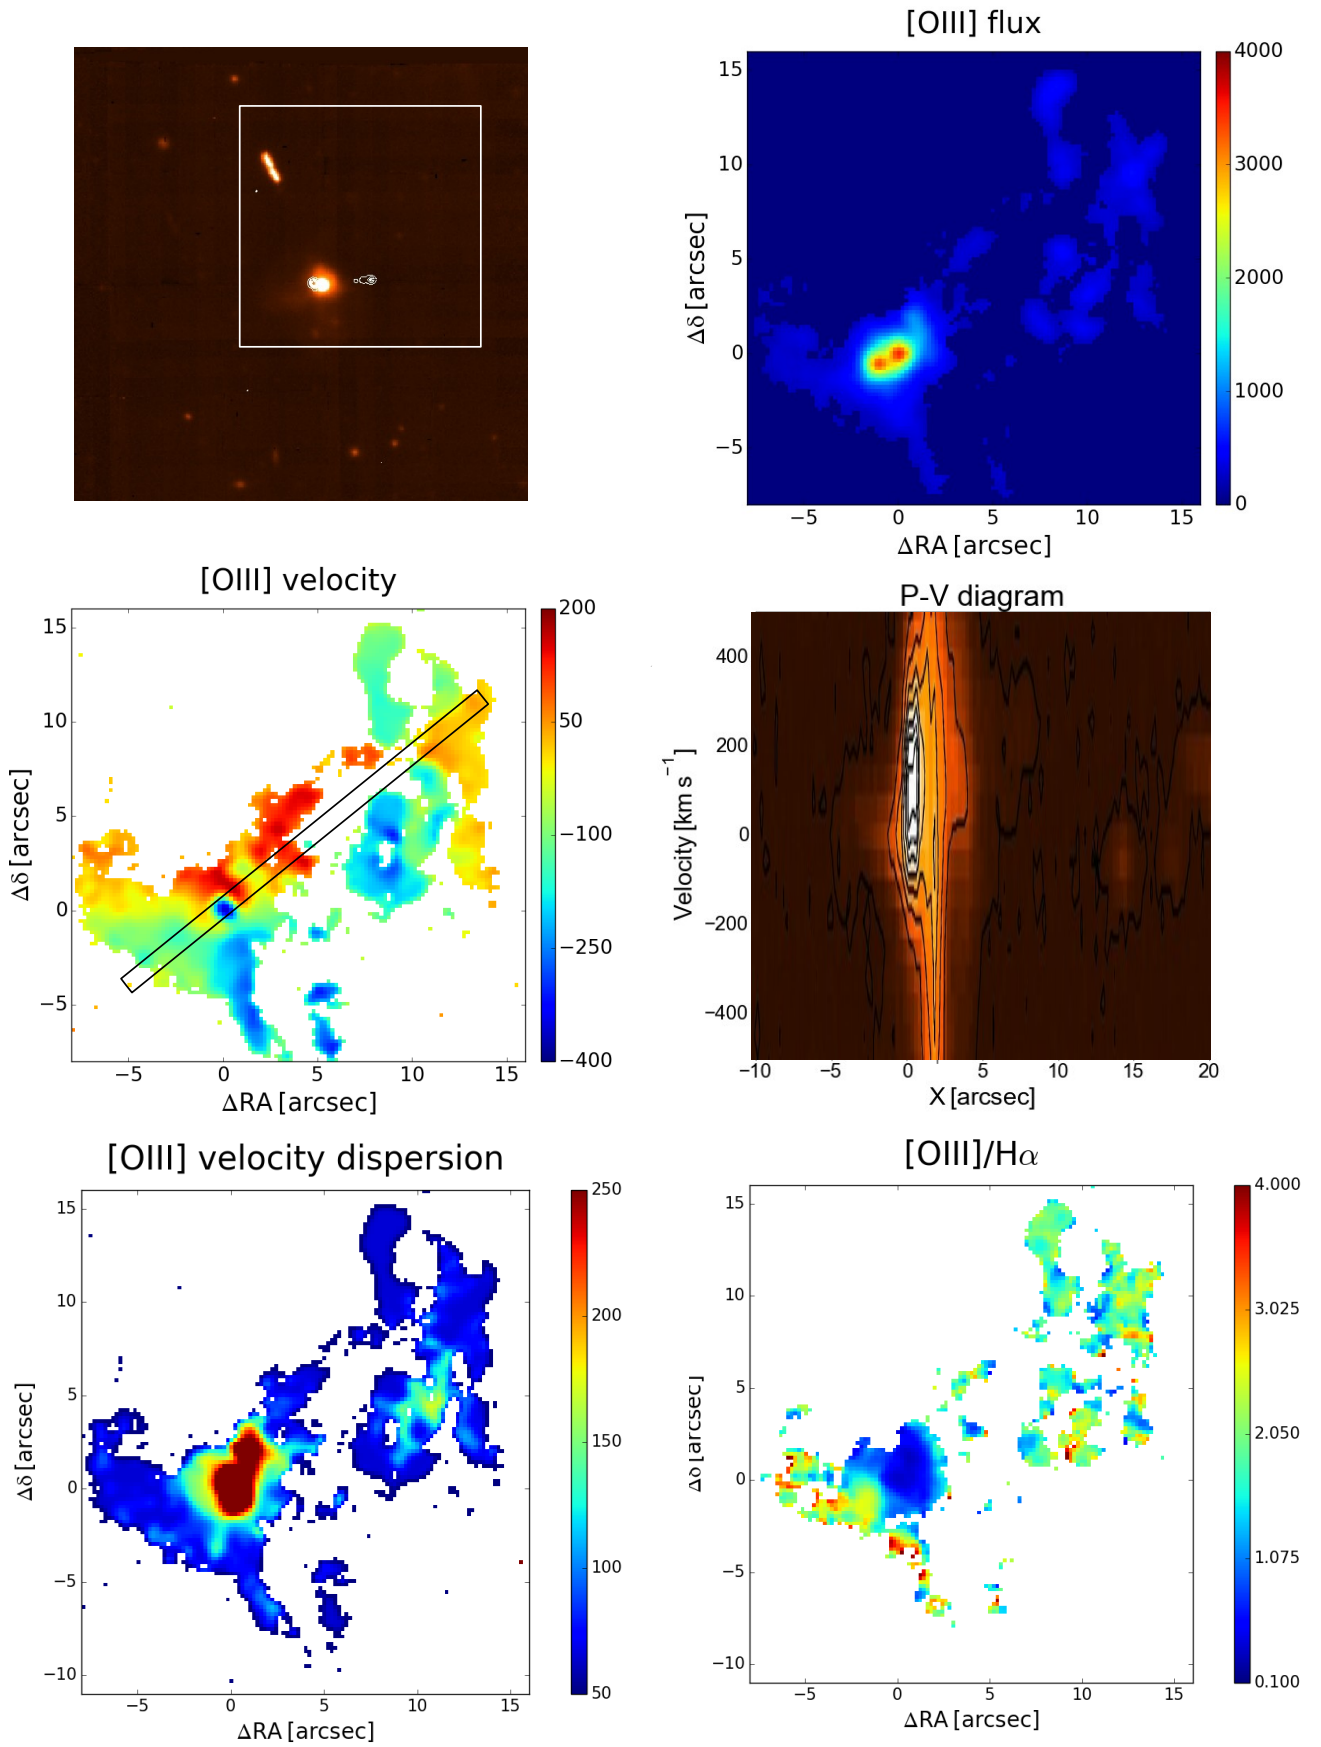 [OIII] flux
15
10
5
0
−5
Δδ [arcsec]
−5 0 5 10 15
ΔRA [arcsec]
4000
3000
2000
1000
0
[OIII] velocity
15
10
5
0
−5
Δδ [arcsec]
−5 0 5 10 15
ΔRA [arcsec]
200
50
−100
−250
−400
P-V diagram
400
200
0
−200
−400
Velocity [km s⁻¹]
−10 −5 0 5 10 15 20
X [arcsec]
[OIII] velocity dispersion
15
10
5
0
−5
−10
Δδ [arcsec]
−5 0 5 10 15
ΔRA [arcsec]
250
200
150
100
50
[OIII]/Hα
15
10
5
0
−5
−10
Δδ [arcsec]
−5 0 5 10 15
ΔRA [arcsec]
4.000
3.025
2.050
1.075
0.100